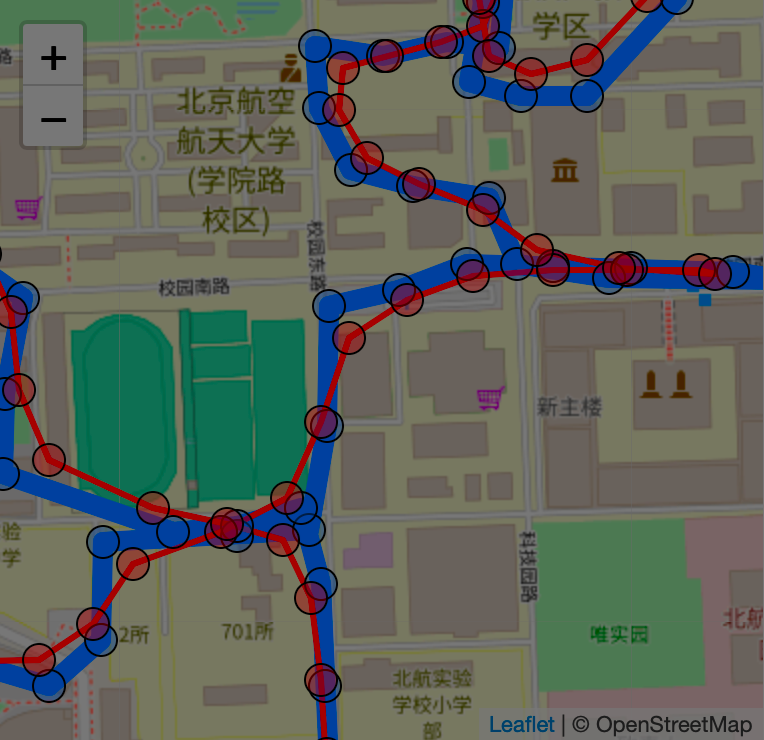 +
−
路
学区
北京航空
航天大学
(学院路
校区)
校园东路
校园南路
新主楼
验
学
科技园路
2所
701所
唯实园
北航
北航实验
学校小学
部
Leaflet | © OpenStreetMap